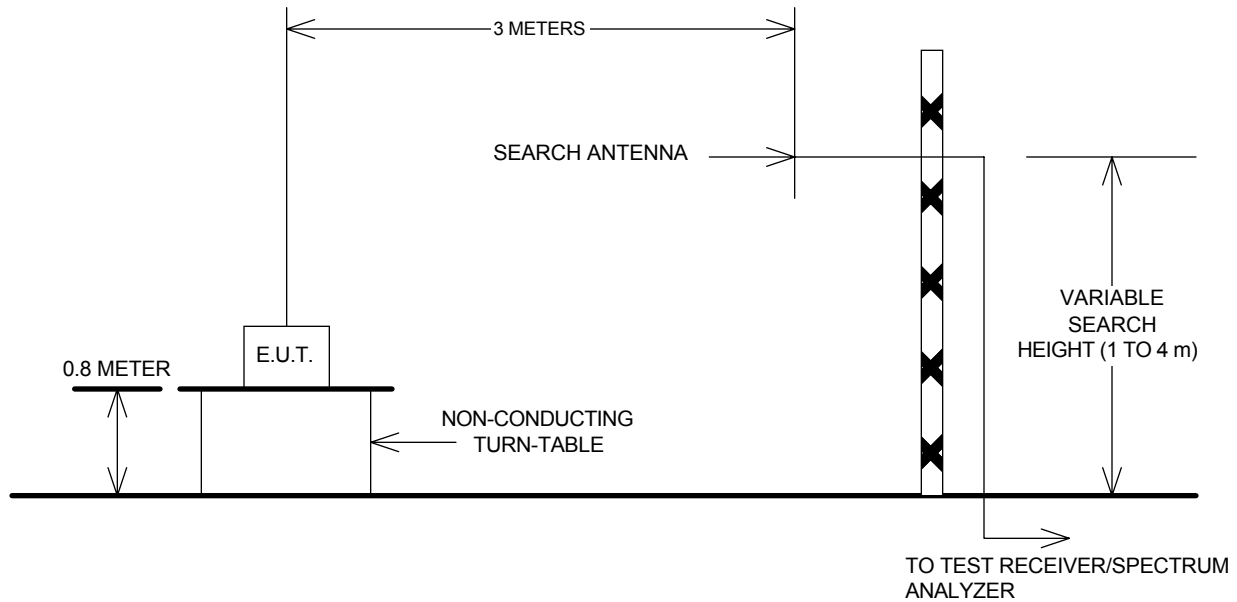 3 METERS
SEARCH ANTENNA
E.U.T.
0.8 METER
NON-CONDUCTING
TURN-TABLE
VARIABLE
SEARCH
HEIGHT (1 TO 4 m)
TO TEST RECEIVER/SPECTRUM
ANALYZER